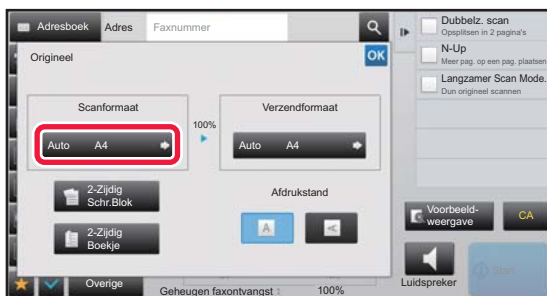 Adresboek
Adres
Faxnummer
Origineel
OK
Scanformaat
Auto A4
100%
Verzendformaat
Auto A4
2-Zijdig
Schr.Blok
2-Zijdig
Boekje
Afdrukstand
A
A
Overige
Geheugen faxontvangst : 100%
Dubbelz. scan
Opsplitsen in 2 pagina's
N-Up
Meer pag. op een pag. plaatsen
Langzamer Scan Mode.
Dun origineel scannen
Voorbeeld-
weergave
CA
Luidspreker
Start